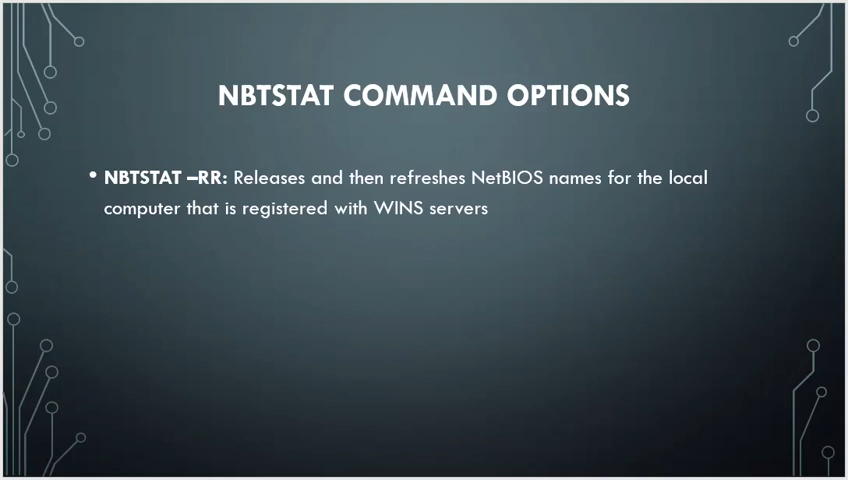 NBTSTAT COMMAND OPTIONS
• NBTSTAT –RR: Releases and then refreshes NetBIOS names for the local
computer that is registered with WINS servers